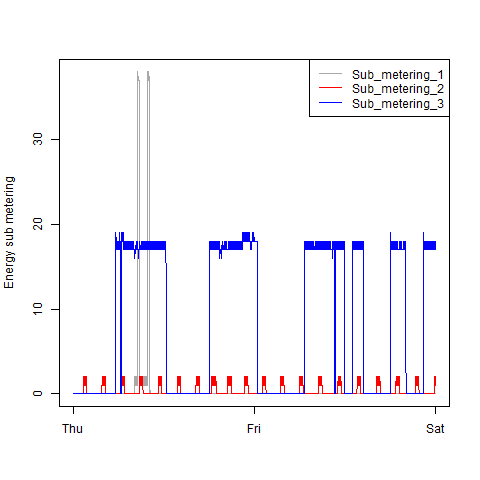 Sub_metering_1
Sub_metering_2
Sub_metering_3
Energy sub metering
30
20
10
0
Thu Fri Sat